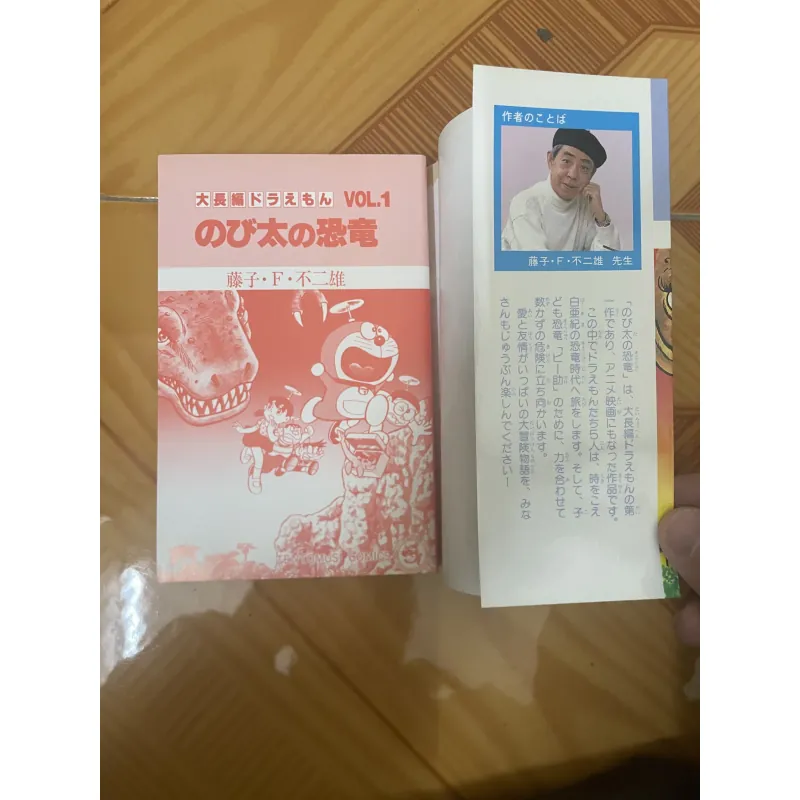 大長編ドラえもん VOL.1
のび太の恐竜
藤子・F・不二雄
COMICS
作者のことば
藤子・F・不二雄 先生
「のび太の恐竜」は、大長編ドラえもんの第
一作であり、アニメ映画にもなった作品です。
この中でドラえもんたち5人は、時をこえ
白亜紀の恐竜時代へ旅をします。そして、子
ども恐竜「ピー助」のために、力を合わせて
数かずの危険に立ち向かいます。
愛と友情がいっぱいの大冒険物語を、みな
さんも、じゅうぶん楽しんでください!